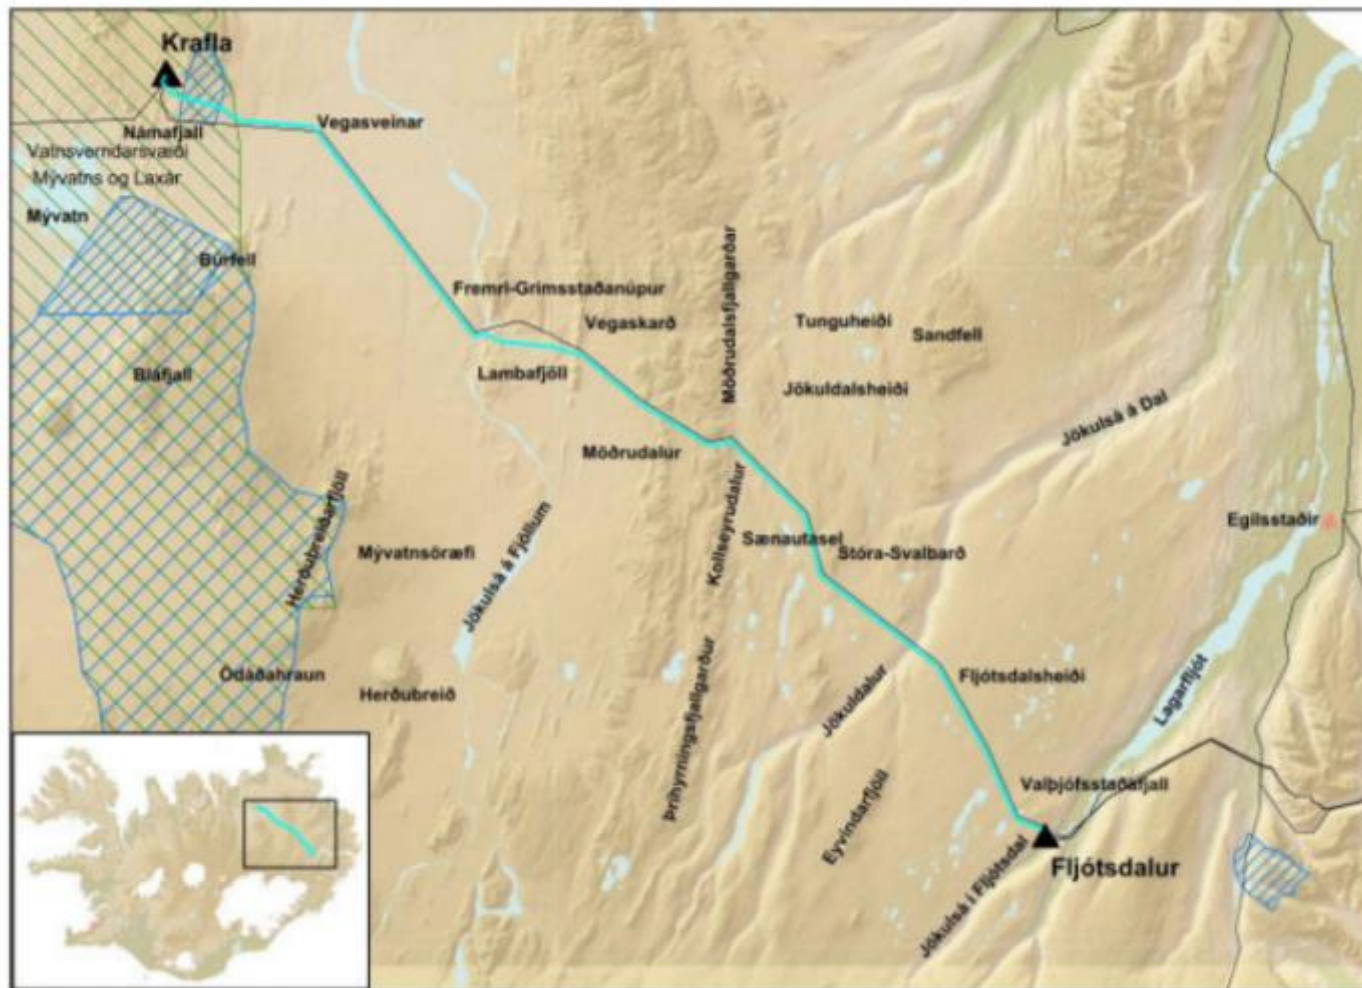 Krafla
Vegasveinar
Námafjall
Vatnsverndarsvæði
Mývatns og Laxár
Mývatn
Búrfell
Fremri-Grímsstaðanúpur
Vegaskarð
Möðrudalsfjallgarðar
Tunguheiði
Sandfell
Bláfjall
Lambafjöll
Jökuldalsheiði
Jökulsá á Dal
Möðrudalur
Herðubreiðarfjöll
Kollseyrudalur
Egilsstaðir
Mývatnsöræfi
Jökulsá á Fjöllum
Sænautasel
Stóra-Svalbarð
Ódáðahraun
Herðubreið
Þríhyrningsfjallgarður
Jökuldalur
Fljótsdalsheiði
Lagarfljót
Valþjófsstaðafjall
Eyvindarfjöll
Jökulsá í Fljótsdal
Fljótsdalur